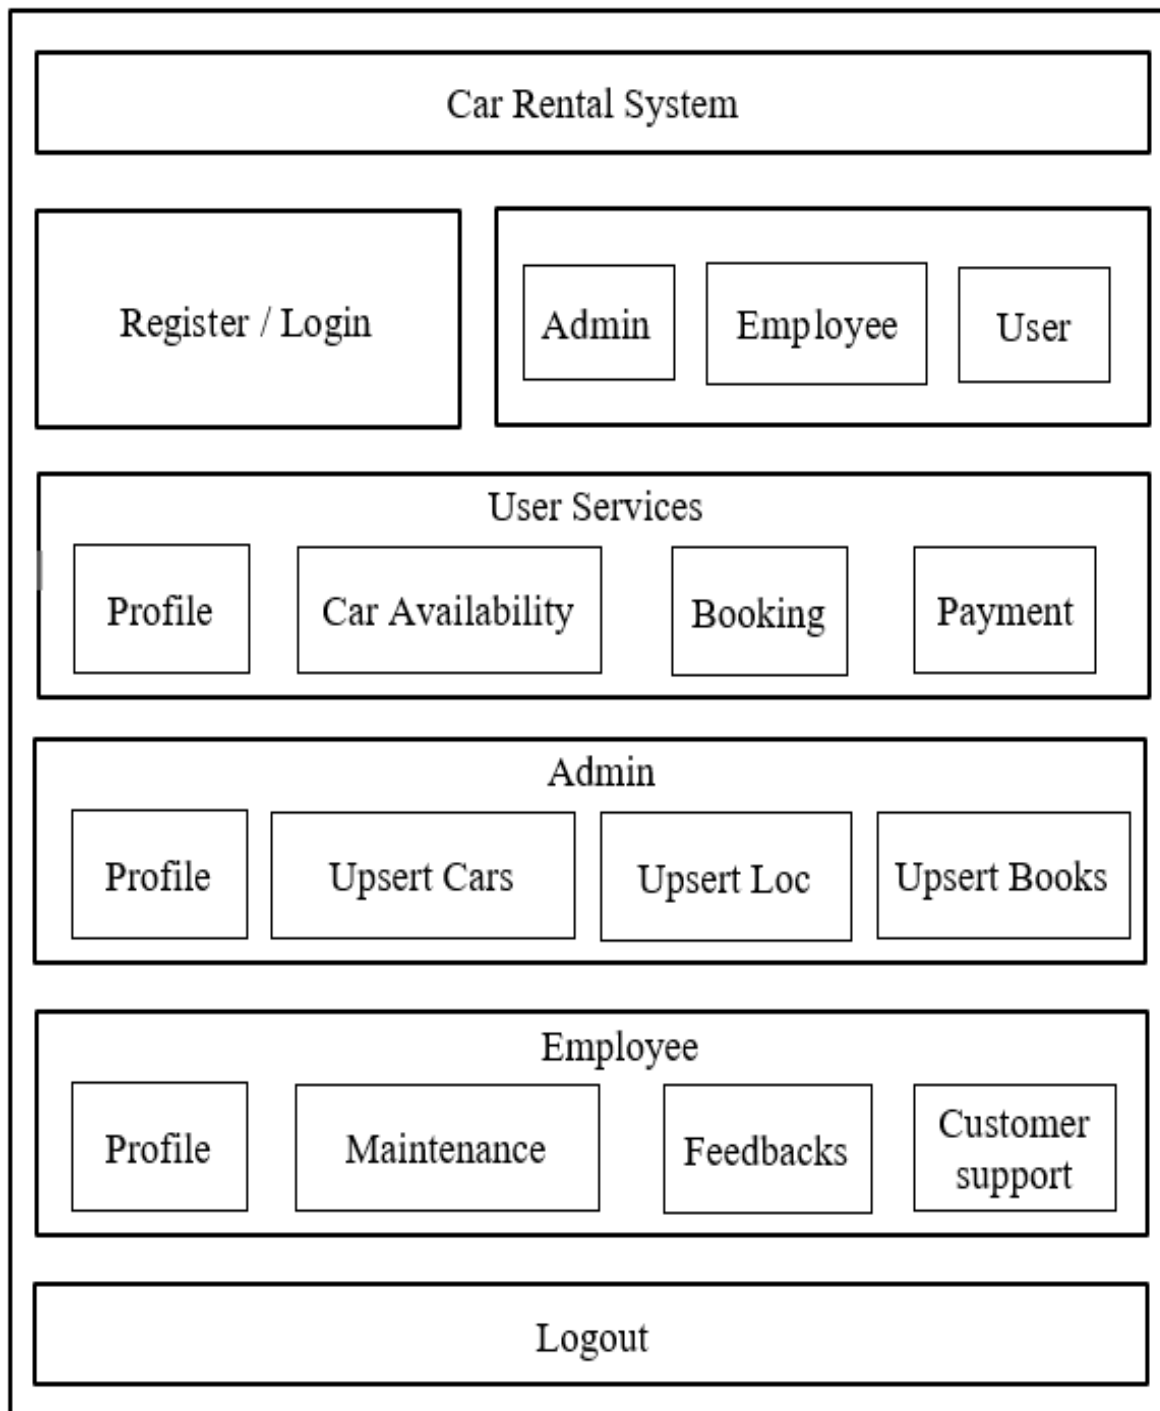 Car Rental System
Register / Login
Admin
Employee
User
User Services
Profile
Car Availability
Booking
Payment
Admin
Profile
Upsert Cars
Upsert Loc
Upsert Books
Employee
Profile
Maintenance
Feedbacks
Customer
support
Logout